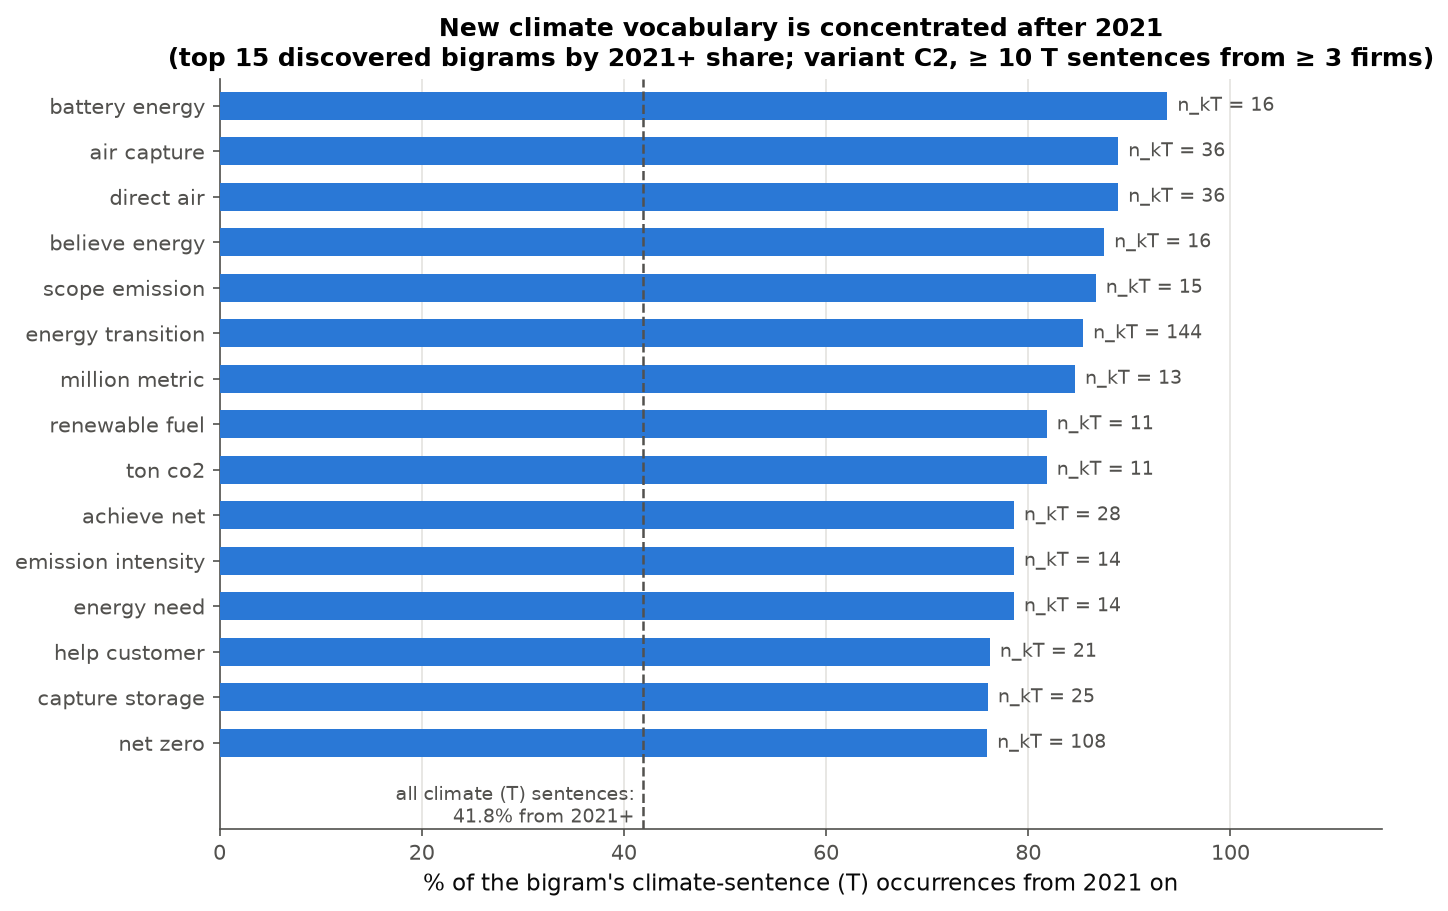 New climate vocabulary is concentrated after 2021
(top 15 discovered bigrams by 2021+ share; variant C2, ≥ 10 T sentences from ≥ 3 firms)
battery energy n_kT = 16
air capture n_kT = 36
direct air n_kT = 36
believe energy n_kT = 16
scope emission n_kT = 15
energy transition n_kT = 144
million metric n_kT = 13
renewable fuel n_kT = 11
ton co2 n_kT = 11
achieve net n_kT = 28
emission intensity n_kT = 14
energy need n_kT = 14
help customer n_kT = 21
capture storage n_kT = 25
net zero n_kT = 108
all climate (T) sentences:
41.8% from 2021+
0 20 40 60 80 100
% of the bigram's climate-sentence (T) occurrences from 2021 on